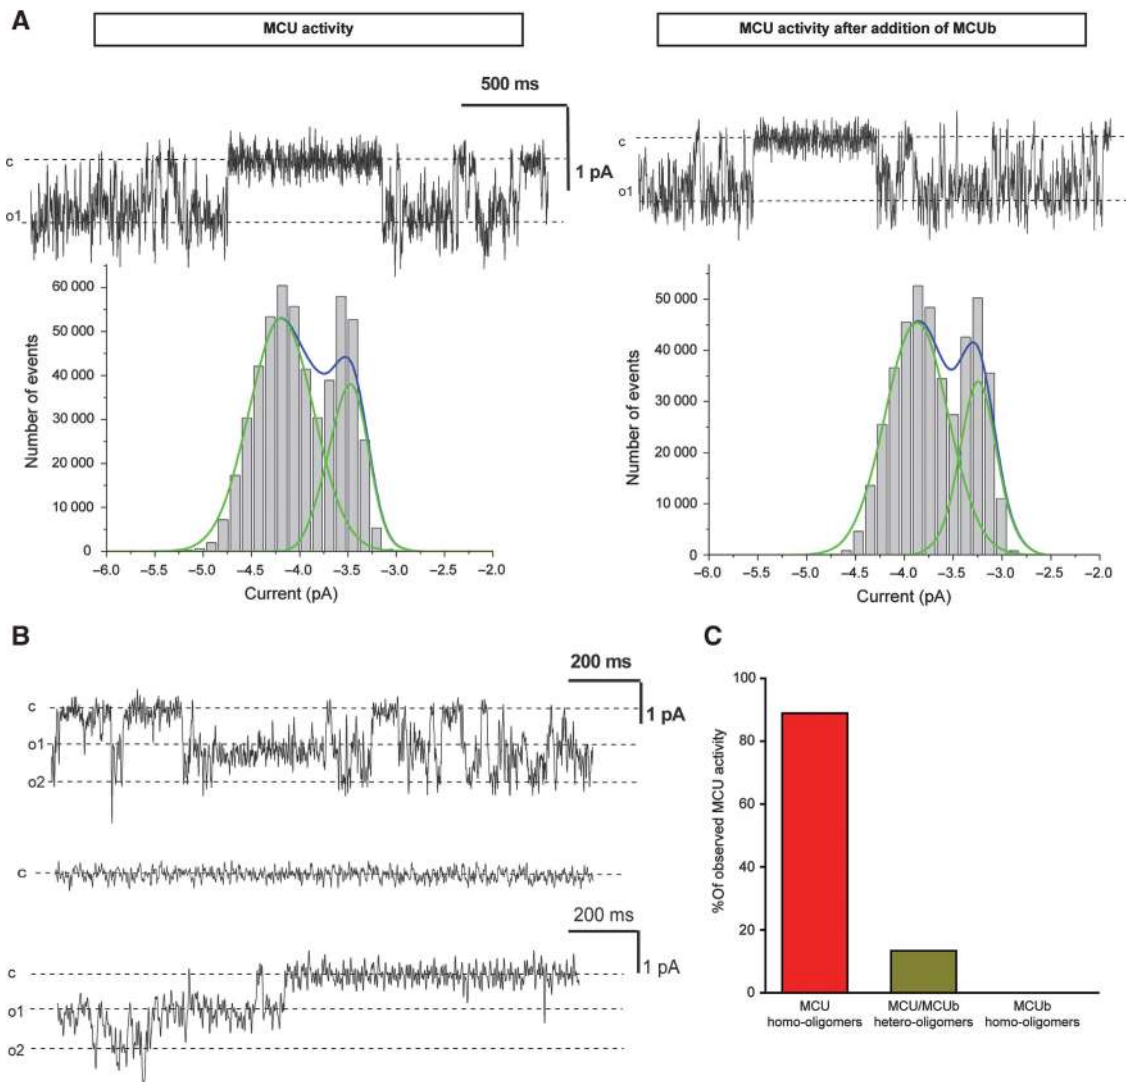 A
MCU activity
MCU activity after addition of MCUb
500 ms
1 pA
c
o1
c
o1
60 000
50 000
40 000
30 000
20 000
10 000
0
Number of events
–6.0 –5.5 –5.0 –4.5 –4.0 –3.5 –3.0 –2.5 –2.0
Current (pA)
50 000
40 000
30 000
20 000
10 000
0
Number of events
–6.0 –5.5 –5.0 –4.5 –4.0 –3.5 –3.0 –2.5 –2.0
Current (pA)
B
200 ms
1 pA
c
o1
o2
c
200 ms
1 pA
c
o1
o2
C
100
80
60
40
20
0
%Of observed MCU activity
MCU
homo-oligomers
MCU/MCUb
hetero-oligomers
MCUb
homo-oligomers